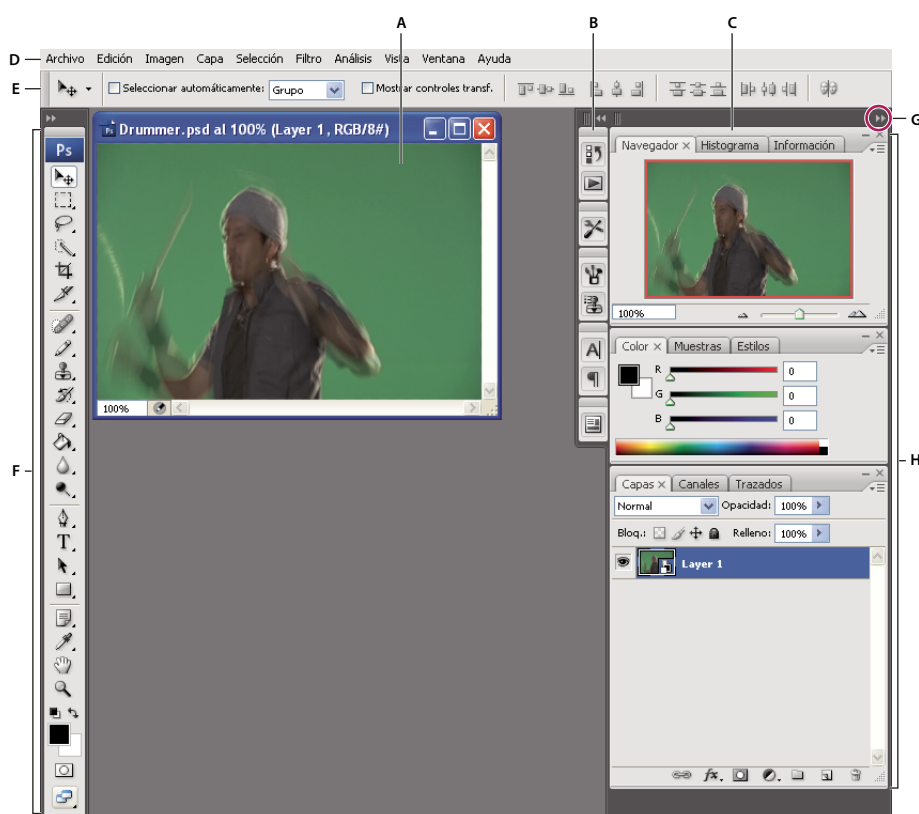 A B C
D Archivo Edición Imagen Capa Selección Filtro Análisis Vista Ventana Ayuda
E Seleccionar automáticamente: Grupo Mostrar controles transf.
G
Drummer.psd al 100% (Layer 1, RGB/8#)
Ps
Navegador × Histograma Información
100%
Color × Muestras Estilos
R 0
G 0
B 0
100%
F
H
Capas × Canales Trazados
Normal Opacidad: 100%
Bloq.: Relleno: 100%
Layer 1